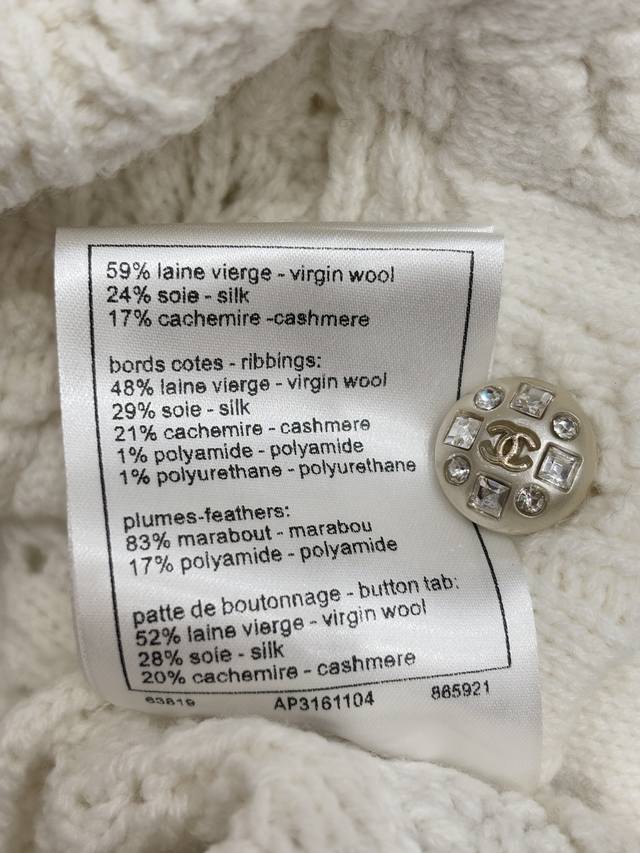 59% laine vierge - virgin wool
24% soie - silk
17% cachemire -cashmere
bords cotes - ribbings:
48% laine vierge - virgin wool
29% soie - silk
21% cachemire - cashmere
1% polyamide - polyamide
1% polyurethane - polyurethane
plumes-feathers:
83% marabout - marabou
17% polyamide - polyamide
patte de boutonnage - button tab:
52% laine vierge - virgin wool
28% soie - silk
20% cachemire - cashmere
63819 AP3161104 865921